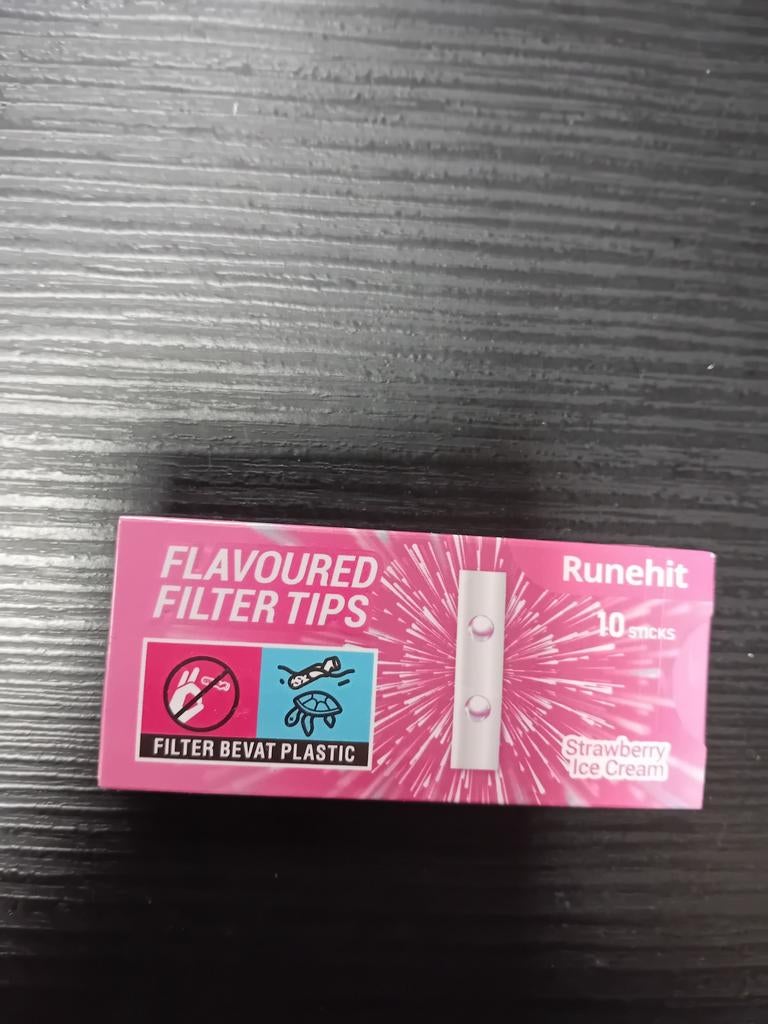 FLAVOURED
FILTER TIPS
Runehit
10 STICKS
FILTER BEVAT PLASTIC
Strawberry
Ice Cream